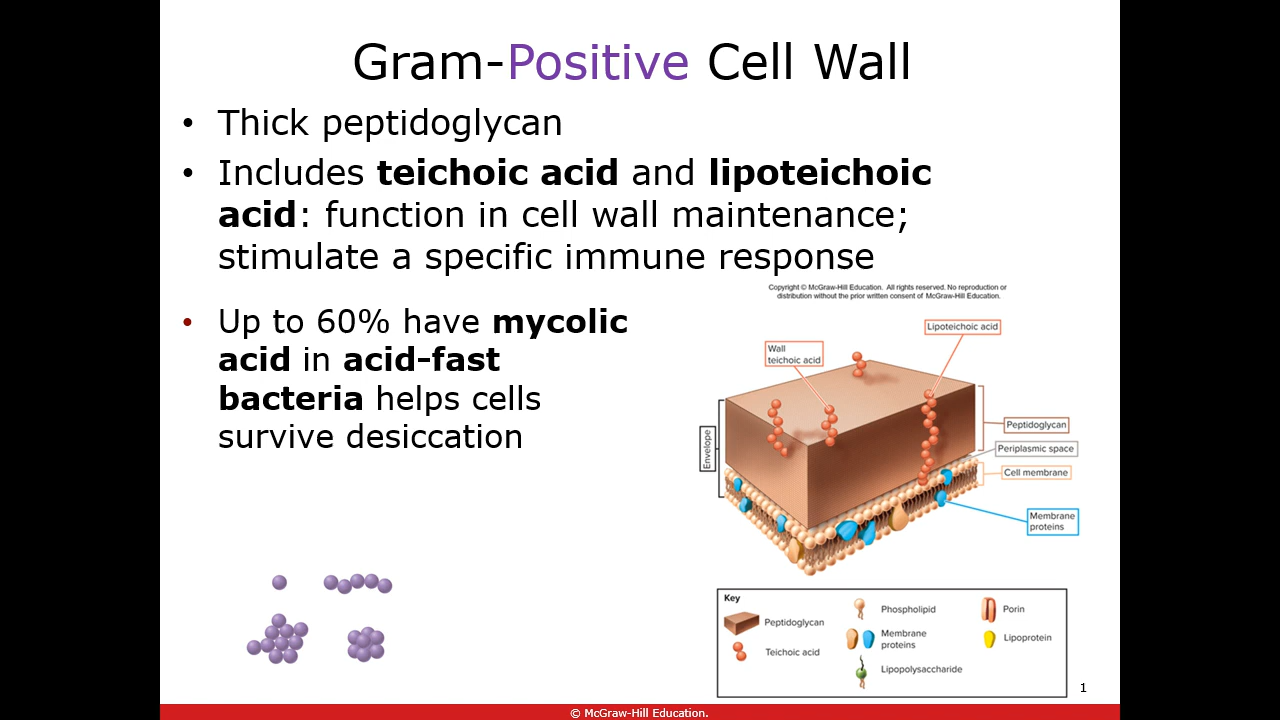 Gram-Positive Cell Wall
• Thick peptidoglycan
• Includes teichoic acid and lipoteichoic
acid: function in cell wall maintenance;
stimulate a specific immune response
• Up to 60% have mycolic
acid in acid-fast
bacteria helps cells
survive desiccation
Copyright © McGraw-Hill Education. All rights reserved. No reproduction or
distribution without the prior written consent of McGraw-Hill Education.
Lipoteichoic acid
Wall
teichoic acid
Envelope
Peptidoglycan
Periplasmic space
Cell membrane
Membrane
proteins
Key
Peptidoglycan
Teichoic acid
Phospholipid
Membrane
proteins
Lipopolysaccharide
Porin
Lipoprotein
1
© McGraw-Hill Education.